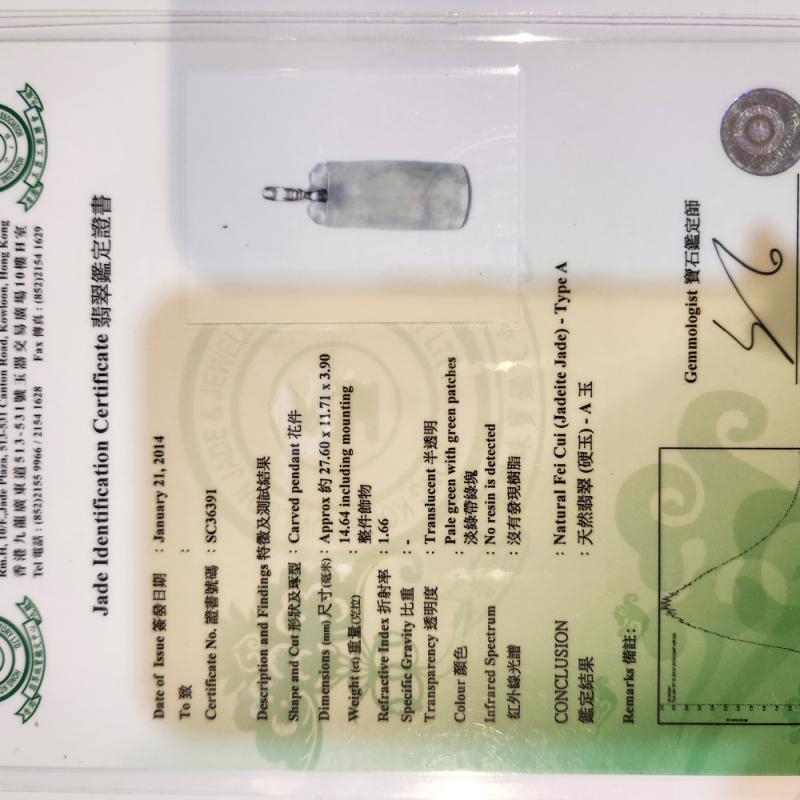 Rm.H, 10/F., Jade Plaza, 513-531 Canton Road, Kowloon, Hong Kong
香港九龍廣東道513-531號玉器交易廣場10樓H室
Tel 電話 : (852)2155 9966 / 2154 1628 Fax 傳真 : (852)2154 1629
Jade Identification Certificate 翡翠鑑定證書
Date of Issue 簽發日期 : January 21, 2014
To 致 :
Certificate No. 證書號碼 : SC36391
Description and Findings 特徵及測試結果
Shape and Cut 形狀及琢型 : Carved pendant 花件
Dimensions (mm) 尺寸(毫米) : Approx 約 27.60 x 11.71 x 3.90
Weight (ct) 重量(克拉) : 14.64 including mounting
整件飾物
Refractive Index 折射率 : 1.66
Specific Gravity 比重 : -
Transparency 透明度 : Translucent 半透明
Colour 顏色 : Pale green with green patches
淡綠帶綠塊
Infrared Spectrum : No resin is detected
紅外線光譜 : 沒有發現樹脂
CONCLUSION : Natural Fei Cui (Jadeite Jade) - Type A
鑑定結果 : 天然翡翠 (硬玉) - A 玉
Remarks 備註 :
Gemmologist 寶石鑑定師